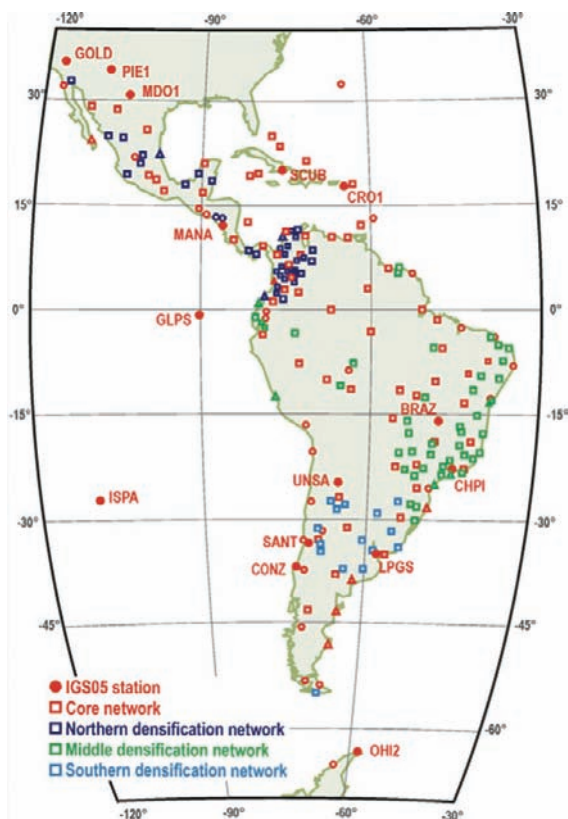 -120° -90° -60° -30°
GOLD
PIE1
MDO1
30° 30°
SCUB
CRO1
15° 15°
MANA
GLPS
0° 0°
BRAZ
-15° -15°
UNSA
CHPI
ISPA
-30° -30°
SANT
CONZ
LPGS
-45° -45°
IGS05 station
Core network
Northern densification network
Middle densification network
Southern densification network
-60°
OHI2
-120° -90° -60° -30°